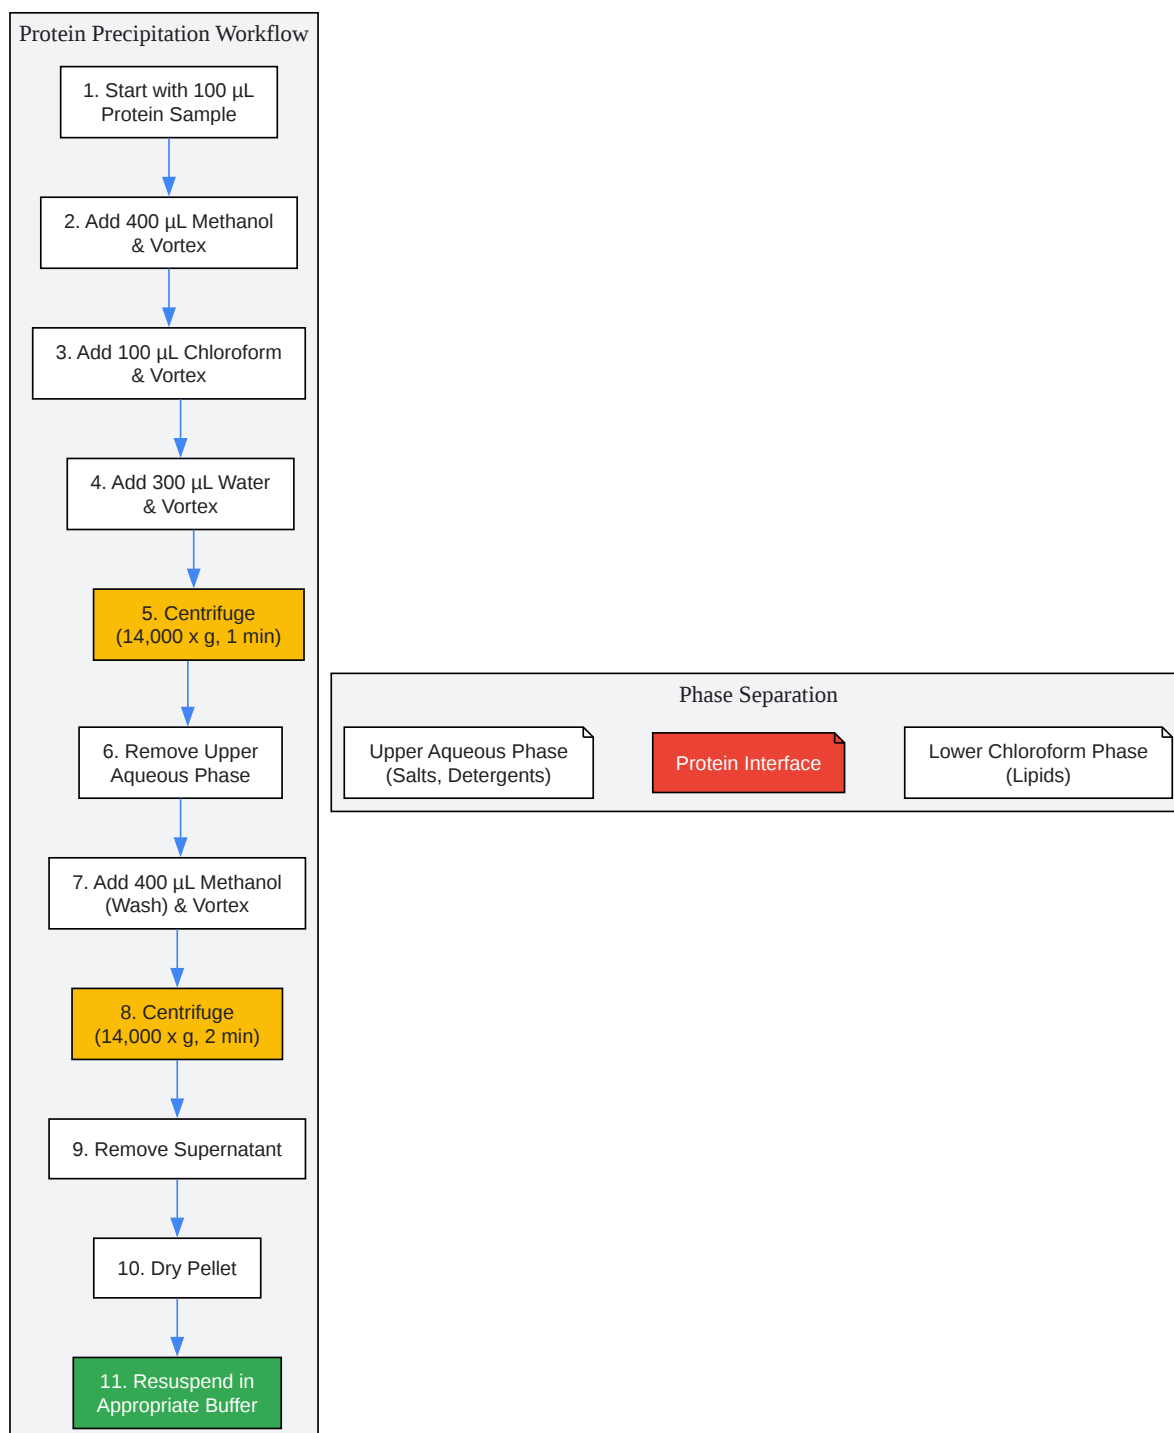 Protein Precipitation Workflow
1. Start with 100 µL
Protein Sample
2. Add 400 µL Methanol
& Vortex
3. Add 100 µL Chloroform
& Vortex
4. Add 300 µL Water
& Vortex
5. Centrifuge
(14,000 x g, 1 min)
6. Remove Upper
Aqueous Phase
7. Add 400 µL Methanol
(Wash) & Vortex
8. Centrifuge
(14,000 x g, 2 min)
9. Remove Supernatant
10. Dry Pellet
11. Resuspend in
Appropriate Buffer
Phase Separation
Upper Aqueous Phase
(Salts, Detergents)
Protein Interface
Lower Chloroform Phase
(Lipids)